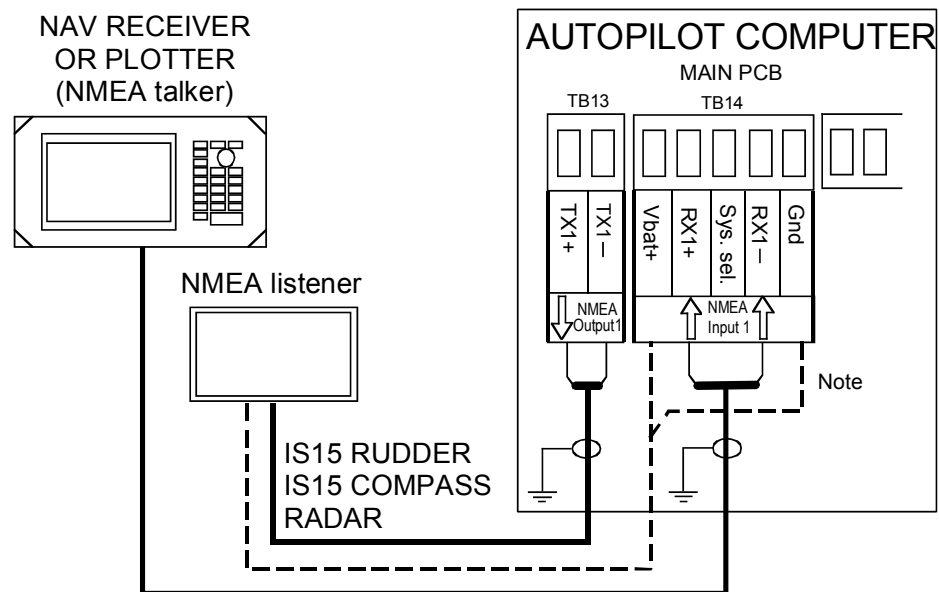 NAV RECEIVER
OR PLOTTER
(NMEA talker)
AUTOPILOT COMPUTER
MAIN PCB
TB13
TB14
TX1+
TX1–
Vbat+
RX1+
Sys. sel.
RX1–
Gnd
NMEA
Output1
NMEA
Input 1
NMEA listener
Note
IS15 RUDDER
IS15 COMPASS
RADAR